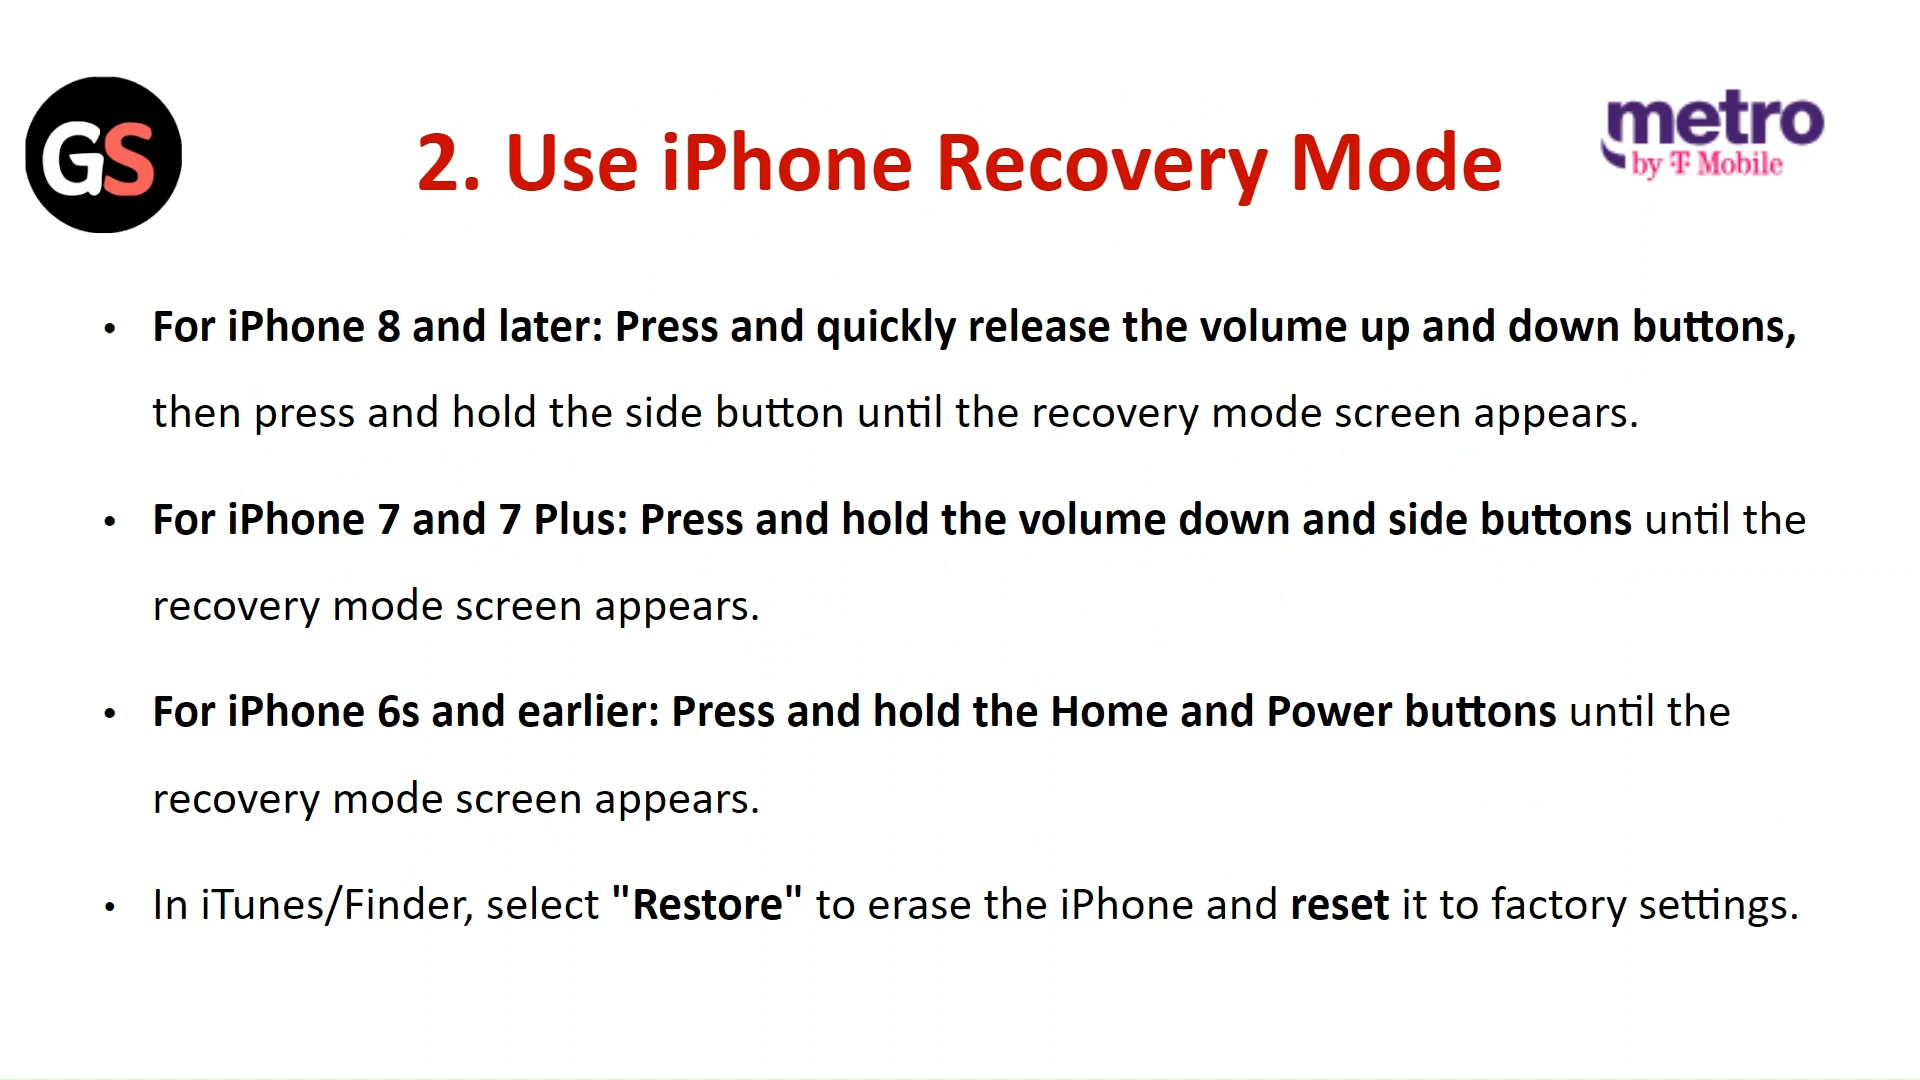 GS
2. Use iPhone Recovery Mode
metro
by T Mobile
• For iPhone 8 and later: Press and quickly release the volume up and down buttons,
then press and hold the side button until the recovery mode screen appears.
• For iPhone 7 and 7 Plus: Press and hold the volume down and side buttons until the
recovery mode screen appears.
• For iPhone 6s and earlier: Press and hold the Home and Power buttons until the
recovery mode screen appears.
• In iTunes/Finder, select "Restore" to erase the iPhone and reset it to factory settings.